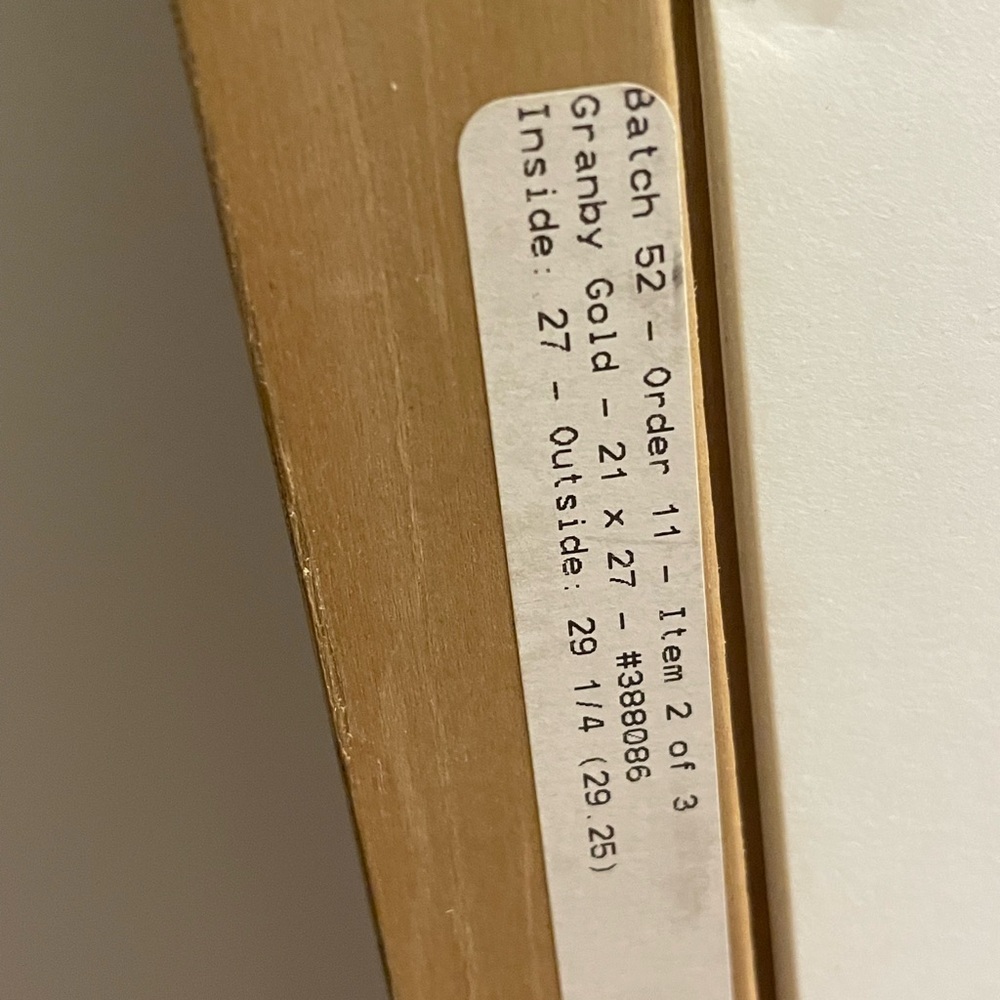 Batch 52 - Order 11 - Item 2 of 3
Granby Gold - 21 x 27 - #388086
Inside: 27 - Outside: 29 1/4 (29.25)